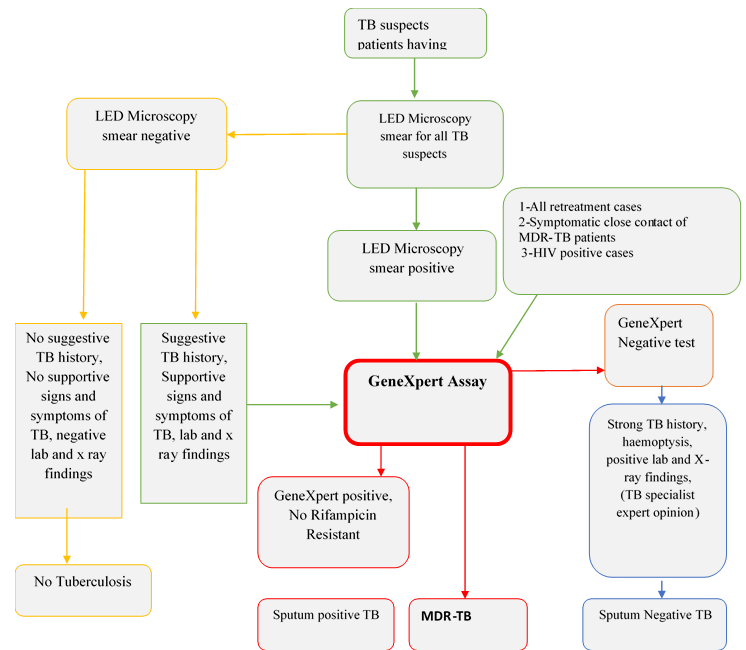 TB suspects
patients having
LED Microscopy
smear negative
LED Microscopy
smear for all TB
suspects
1-All retreatment cases
2-Symptomatic close contact of
MDR-TB patients
3-HIV positive cases
LED Microscopy
smear positive
No suggestive
TB history,
No supportive
signs and
symptoms of
TB, negative
lab and x ray
findings
Suggestive
TB history,
Supportive
signs and
symptoms of
TB, lab and x
ray findings
GeneXpert Assay
GeneXpert
Negative test
Strong TB history,
haemoptysis,
positive lab and X-
ray findings,
(TB specialist
expert opinion)
GeneXpert positive,
No Rifampicin
Resistant
No Tuberculosis
Sputum positive TB
MDR-TB
Sputum Negative TB